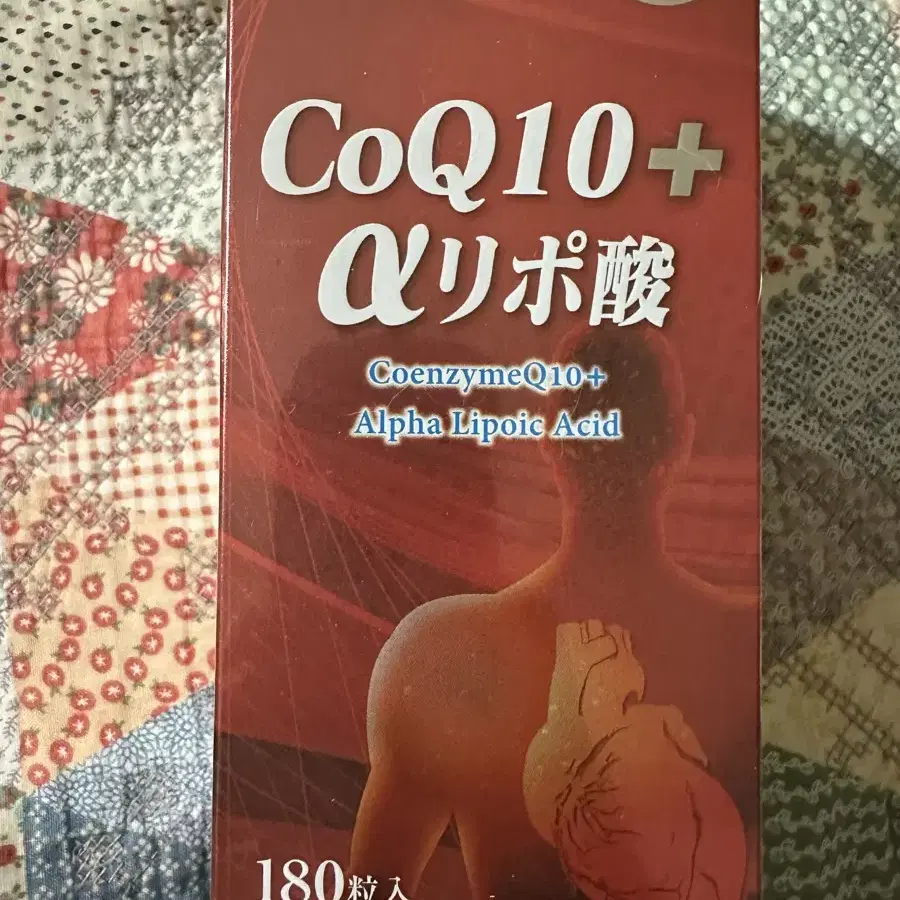 CoQ10+
αリポ酸
CoenzymeQ10+
Alpha Lipoic Acid
180粒入